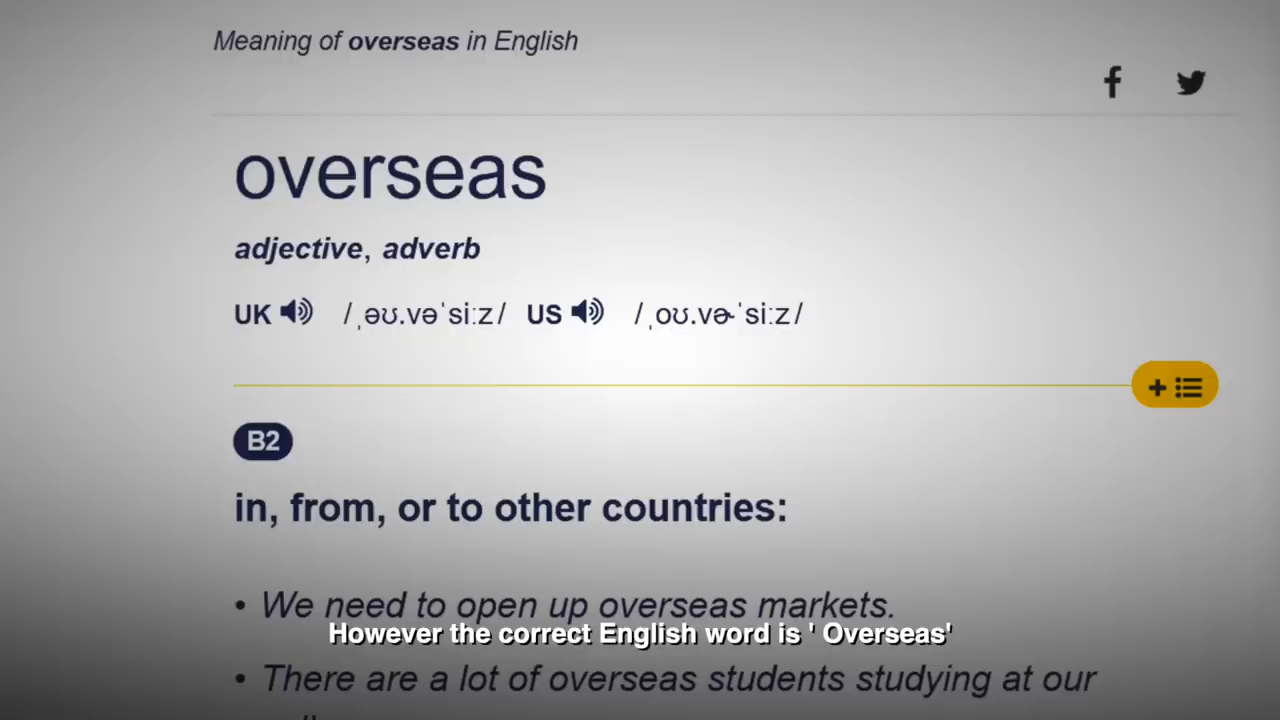 Meaning of overseas in English
overseas
adjective, adverb
UK /ˌəʊ.vəˈsiːz/ US /ˌoʊ.vɚˈsiːz/
B2
in, from, or to other countries:
• We need to open up overseas markets.
However the correct English word is ' Overseas'
• There are a lot of overseas students studying at our